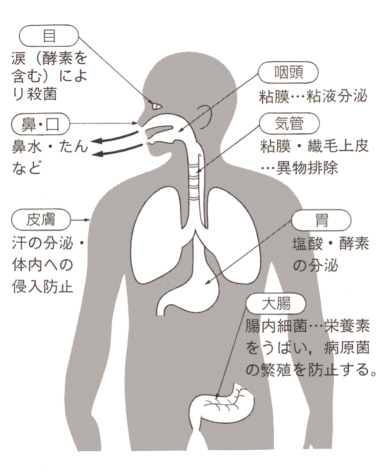 目
涙（酵素を
含む）によ
り殺菌
鼻・口
鼻水・たん
など
皮膚
汗の分泌・
体内への
侵入防止
咽頭
粘膜…粘液分泌
気管
粘膜・繊毛上皮
…異物排除
胃
塩酸・酵素
の分泌
大腸
腸内細菌…栄養素
をうばい，病原菌
の繁殖を防止する。